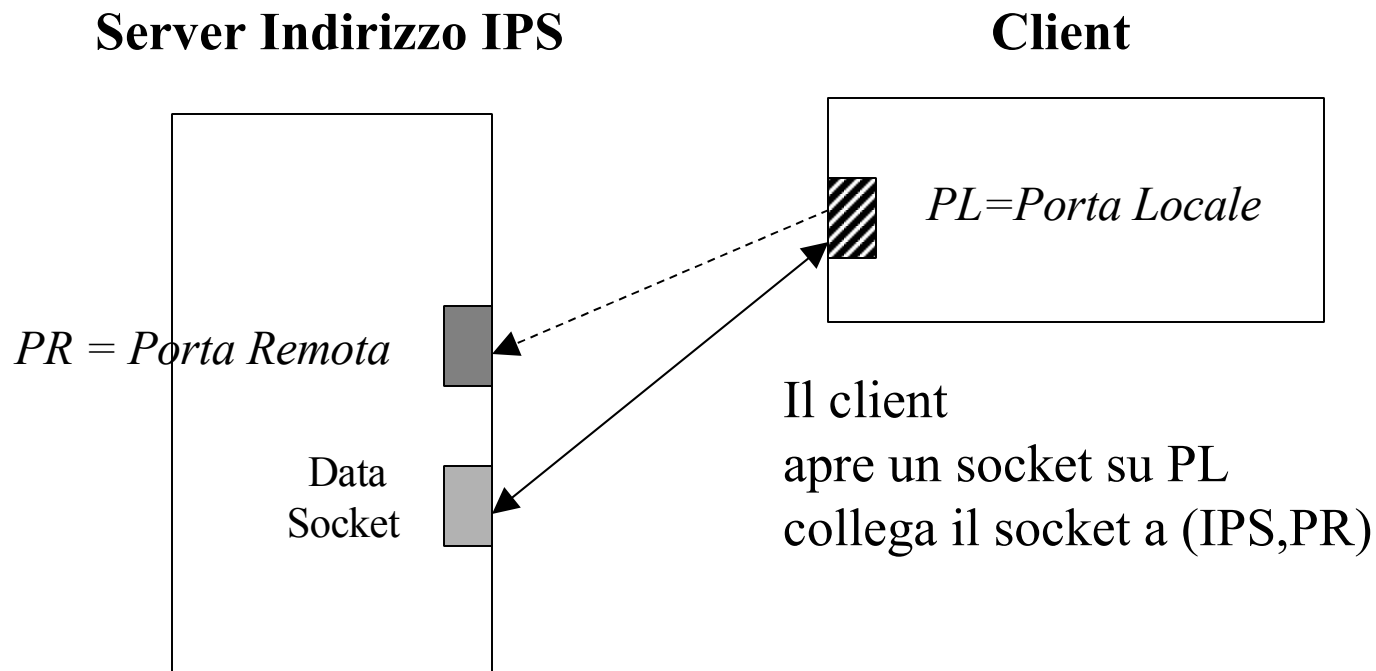 Server Indirizzo IPS
Client
PL=Porta Locale
PR = Porta Remota
Data
Socket
Il client
apre un socket su PL
collega il socket a (IPS,PR)